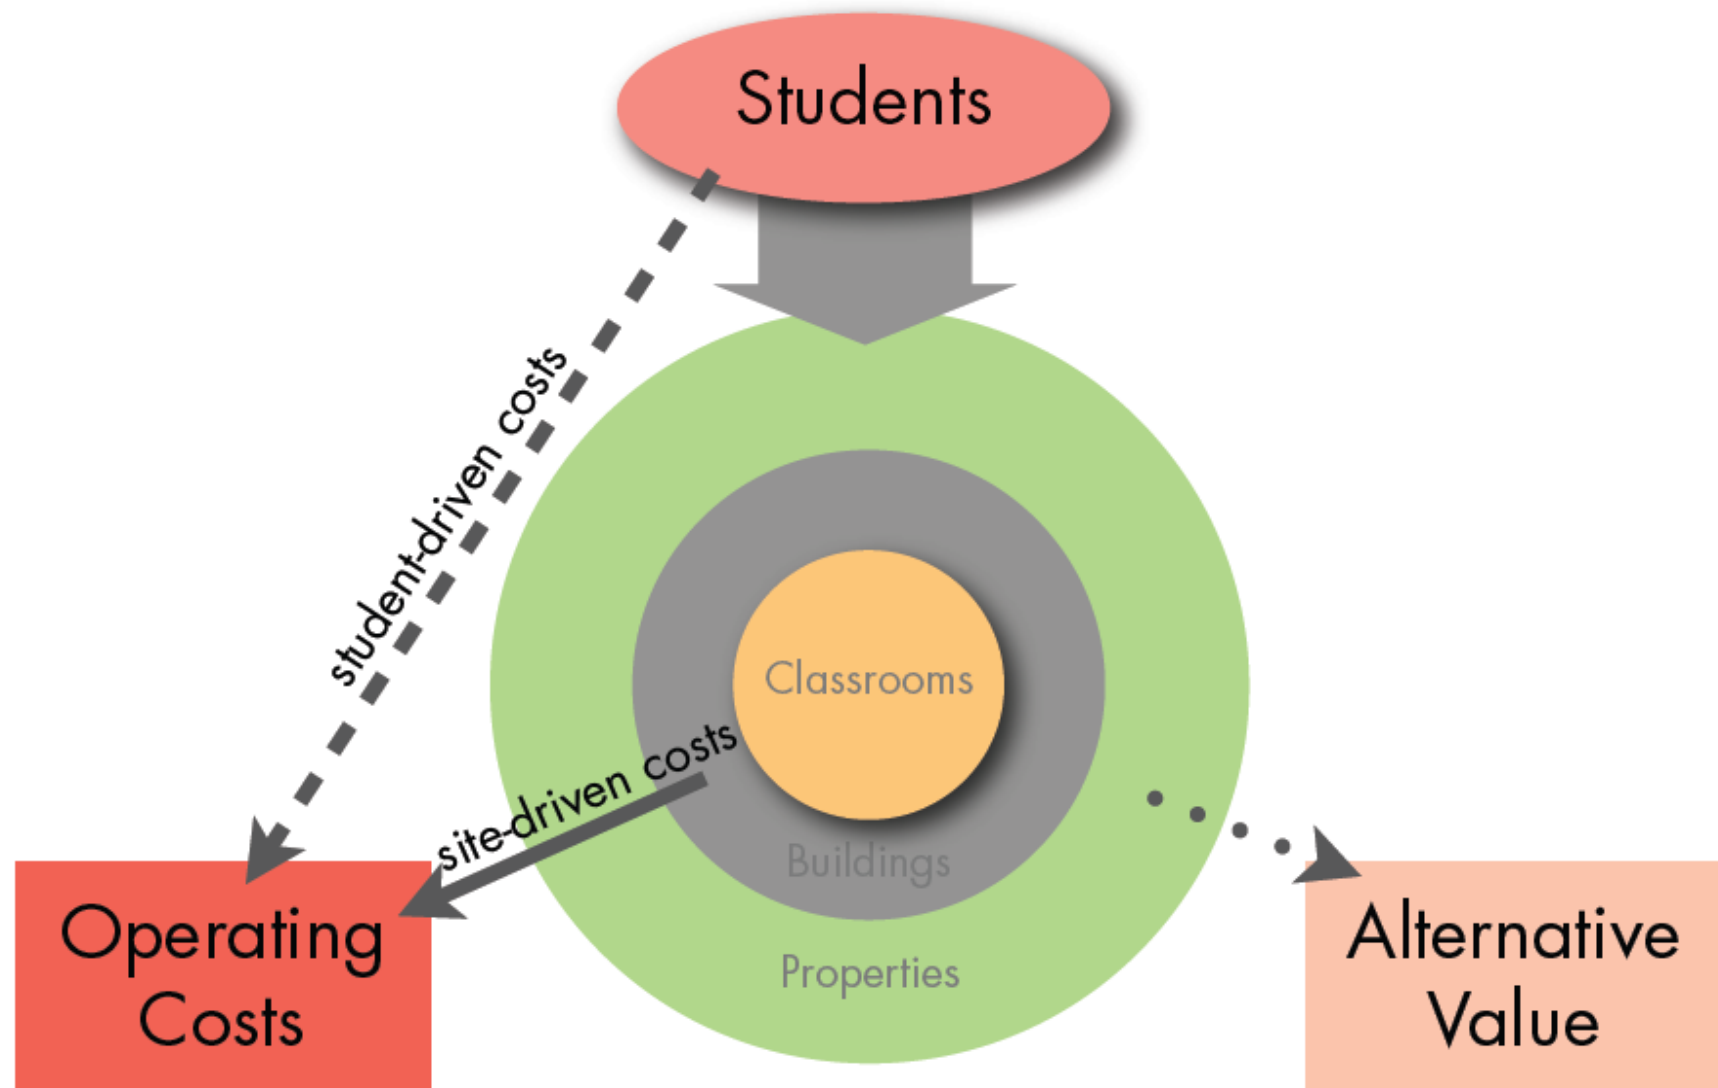 Students
student-driven costs
Classrooms
site-driven costs
Buildings
Properties
Operating
Costs
Alternative
Value